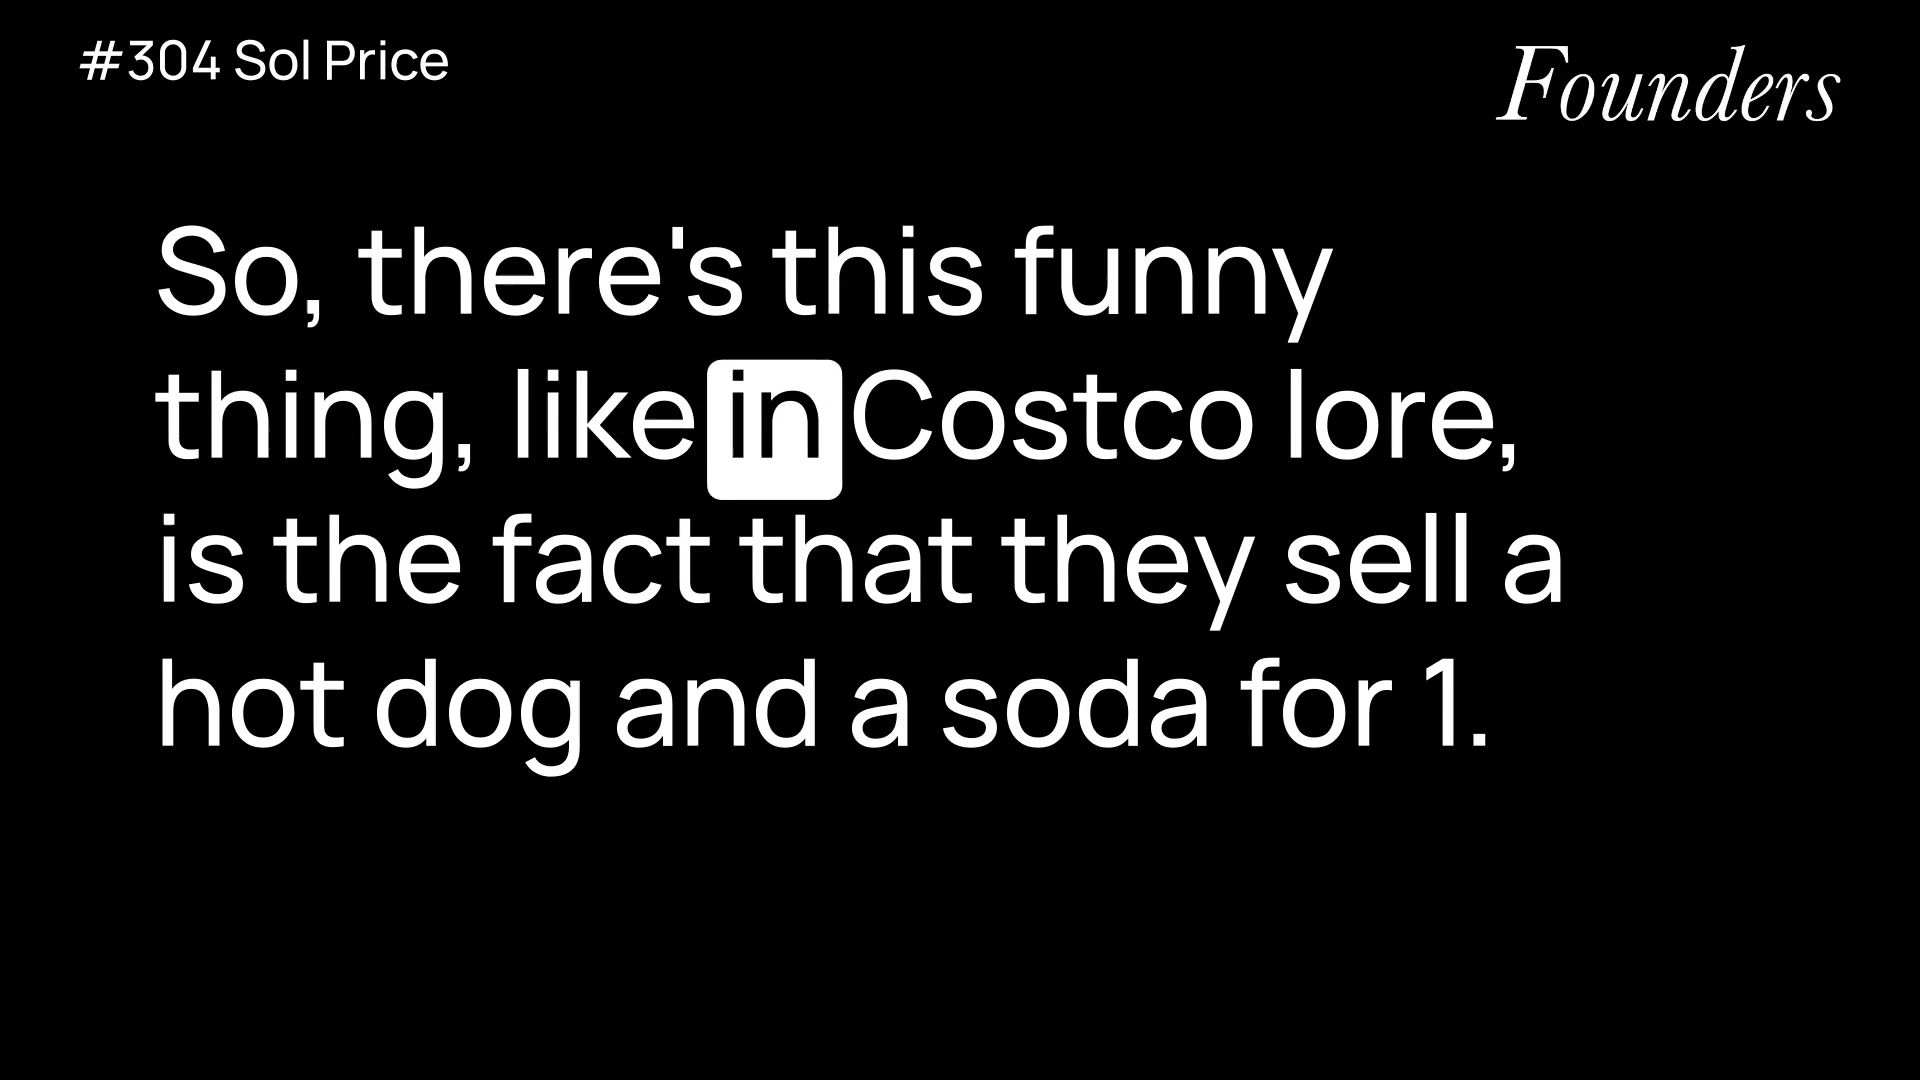 #304 Sol Price
Founders
So, there's this funny
thing, like in Costco lore,
is the fact that they sell a
hot dog and a soda for 1.